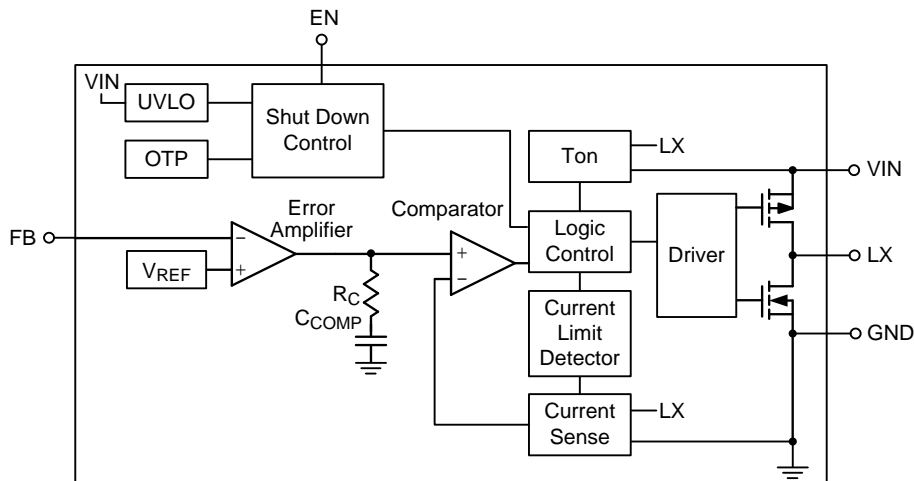 EN
VIN
UVLO
Shut Down
Control
OTP
Ton
LX
VIN
Error
Amplifier
Comparator
FB
−
+
VREF
+
−
Logic
Control
Driver
LX
RC
CCOMP
Current
Limit
Detector
GND
Current
Sense
LX